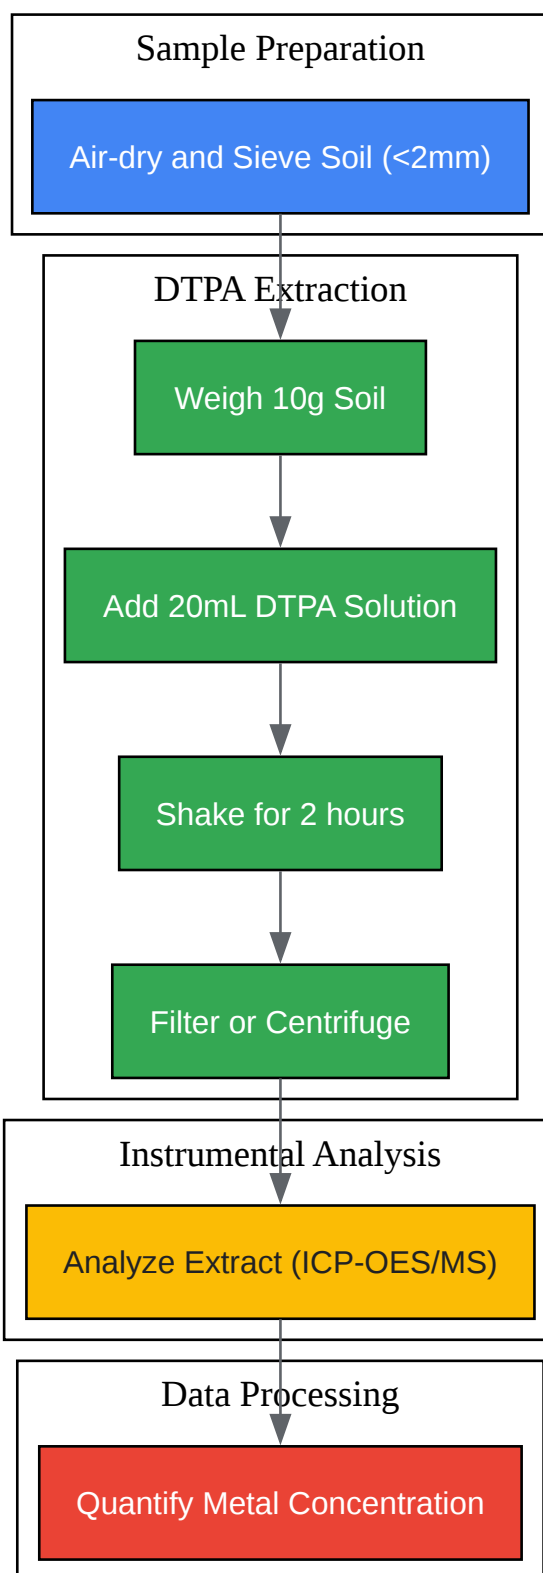 Sample Preparation
Air-dry and Sieve Soil (<2mm)
DTPA Extraction
Weigh 10g Soil
Add 20mL DTPA Solution
Shake for 2 hours
Filter or Centrifuge
Instrumental Analysis
Analyze Extract (ICP-OES/MS)
Data Processing
Quantify Metal Concentration